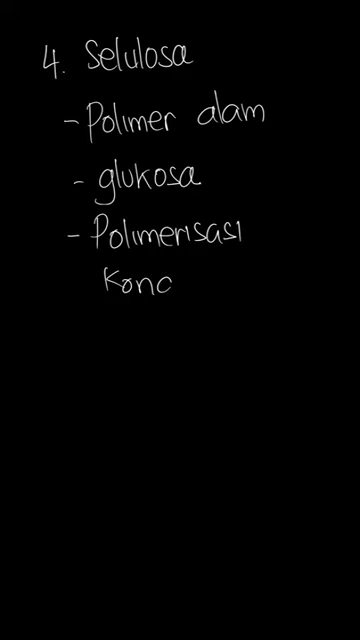 4. Selulosa
- Polimer alam
- glukosa
- Polimerisasi
Konc